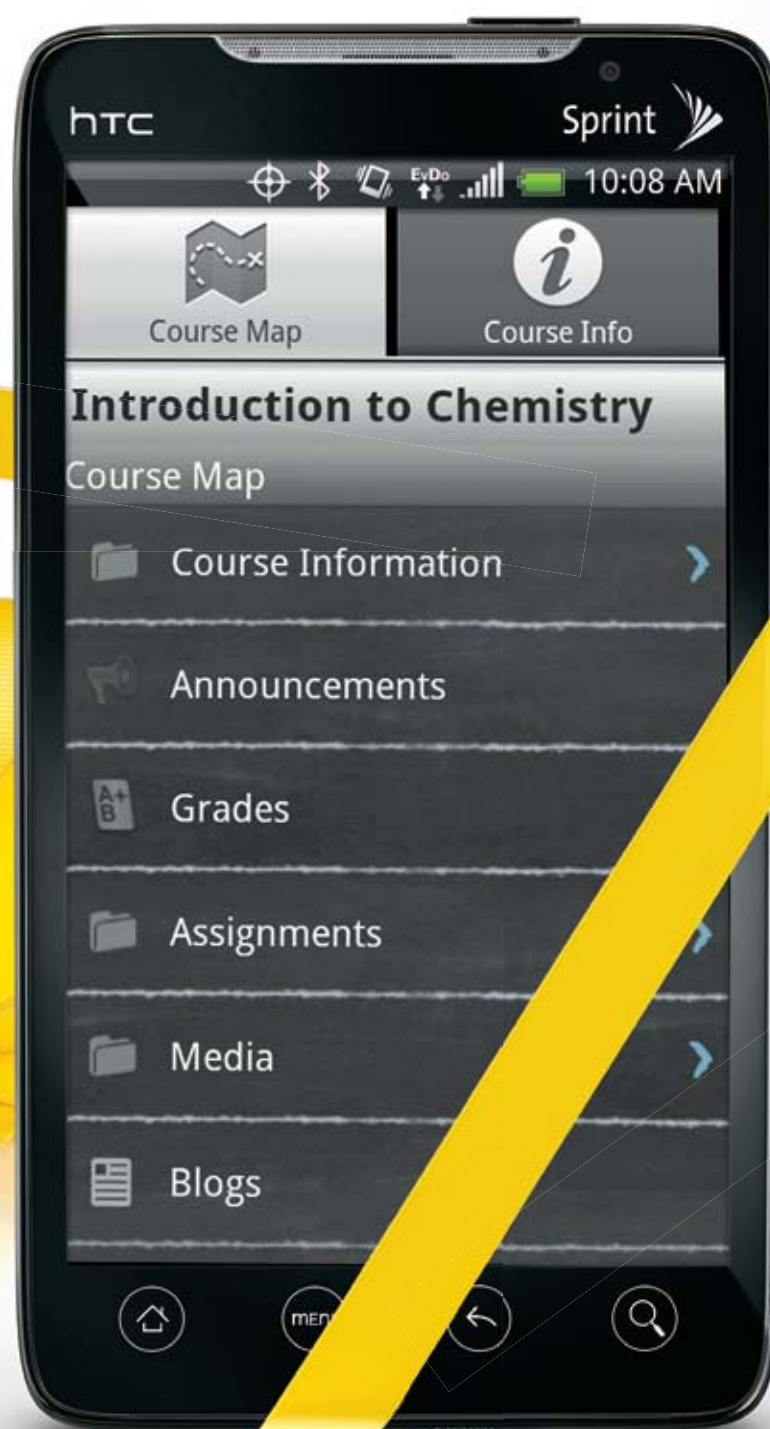 hTC
Sprint
EvDo
10:08 AM
Course Map
Course Info
Introduction to Chemistry
Course Map
Course Information
Announcements
A+
B
Grades
Assignments
Media
Blogs